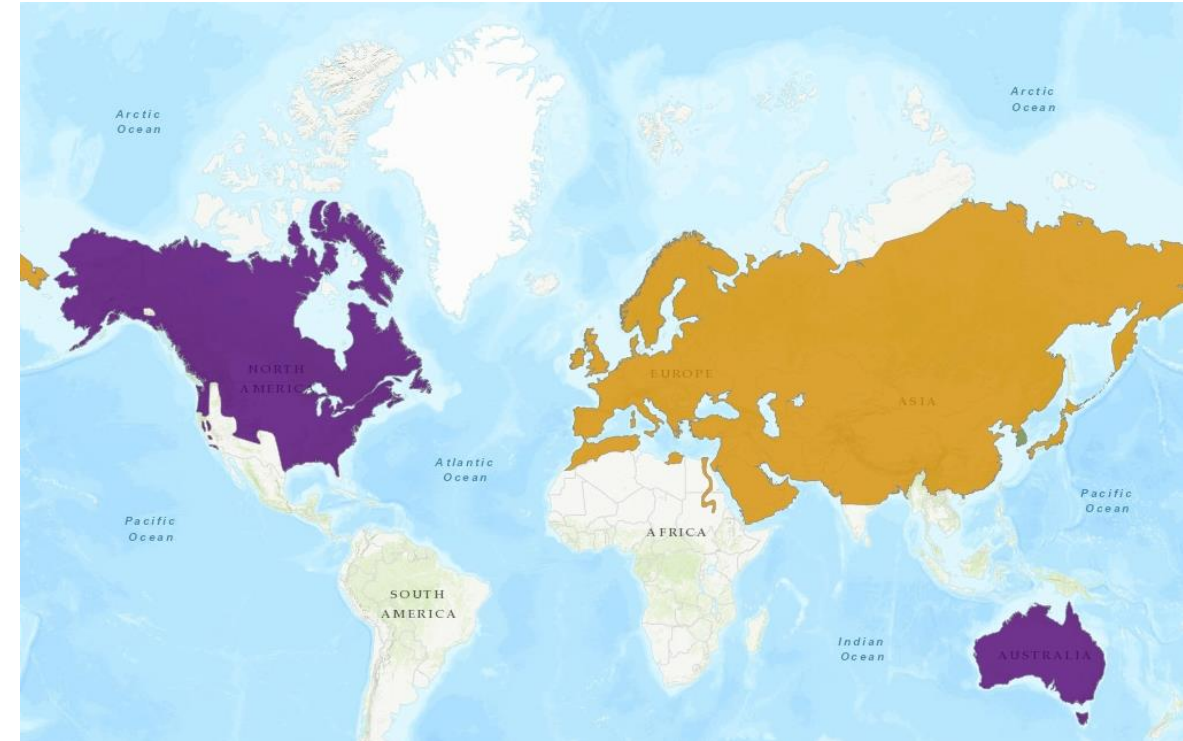 Arctic
Ocean
Arctic
Ocean
NORTH
AMERICA
EUROPE
ASIA
Atlantic
Ocean
Pacific
Ocean
Pacific
Ocean
AFRICA
SOUTH
AMERICA
Indian
Ocean
AUSTRALIA